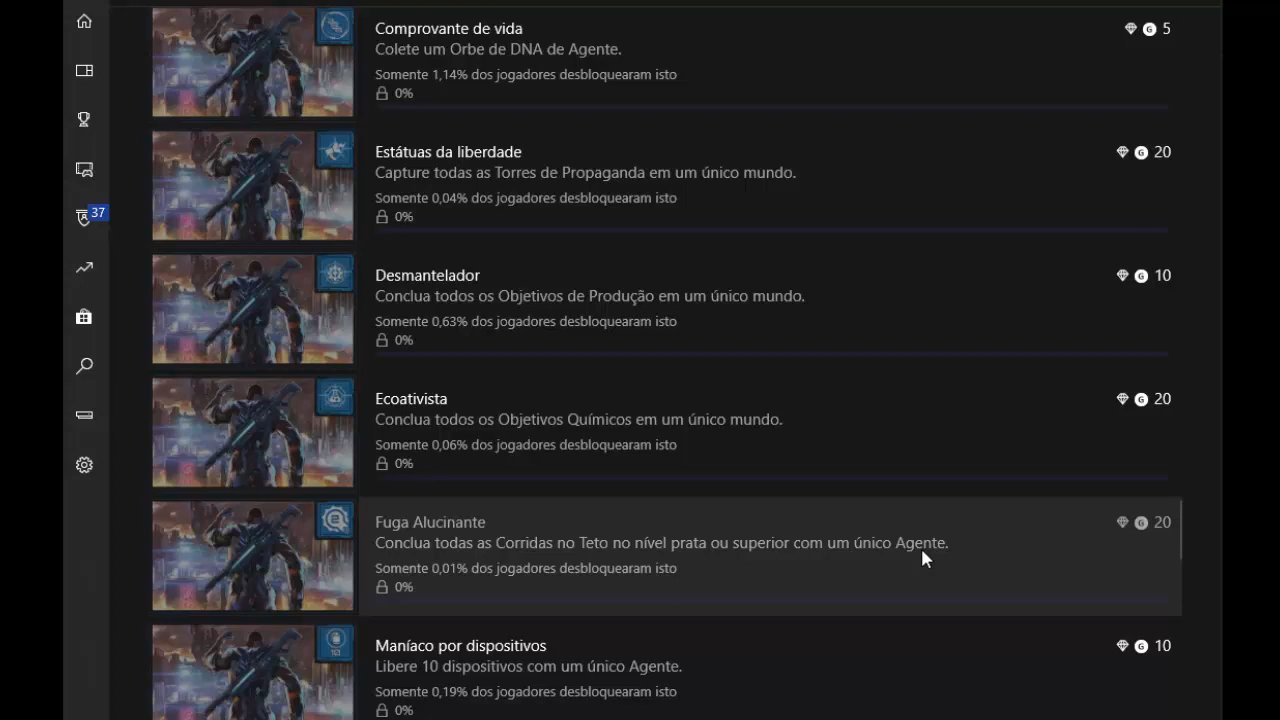 Comprovante de vida
G 5
Colete um Orbe de DNA de Agente.
Somente 1,14% dos jogadores desbloquearam isto
0%
Estátuas da liberdade
G 20
Capture todas as Torres de Propaganda em um único mundo.
Somente 0,04% dos jogadores desbloquearam isto
0%
37
Desmantelador
G 10
Conclua todos os Objetivos de Produção em um único mundo.
Somente 0,63% dos jogadores desbloquearam isto
0%
Ecoativista
G 20
Conclua todos os Objetivos Químicos em um único mundo.
Somente 0,06% dos jogadores desbloquearam isto
0%
Fuga Alucinante
G 20
Conclua todas as Corridas no Teto no nível prata ou superior com um único Agente.
Somente 0,01% dos jogadores desbloquearam isto
0%
Maníaco por dispositivos
G 10
Libere 10 dispositivos com um único Agente.
Somente 0,19% dos jogadores desbloquearam isto
0%